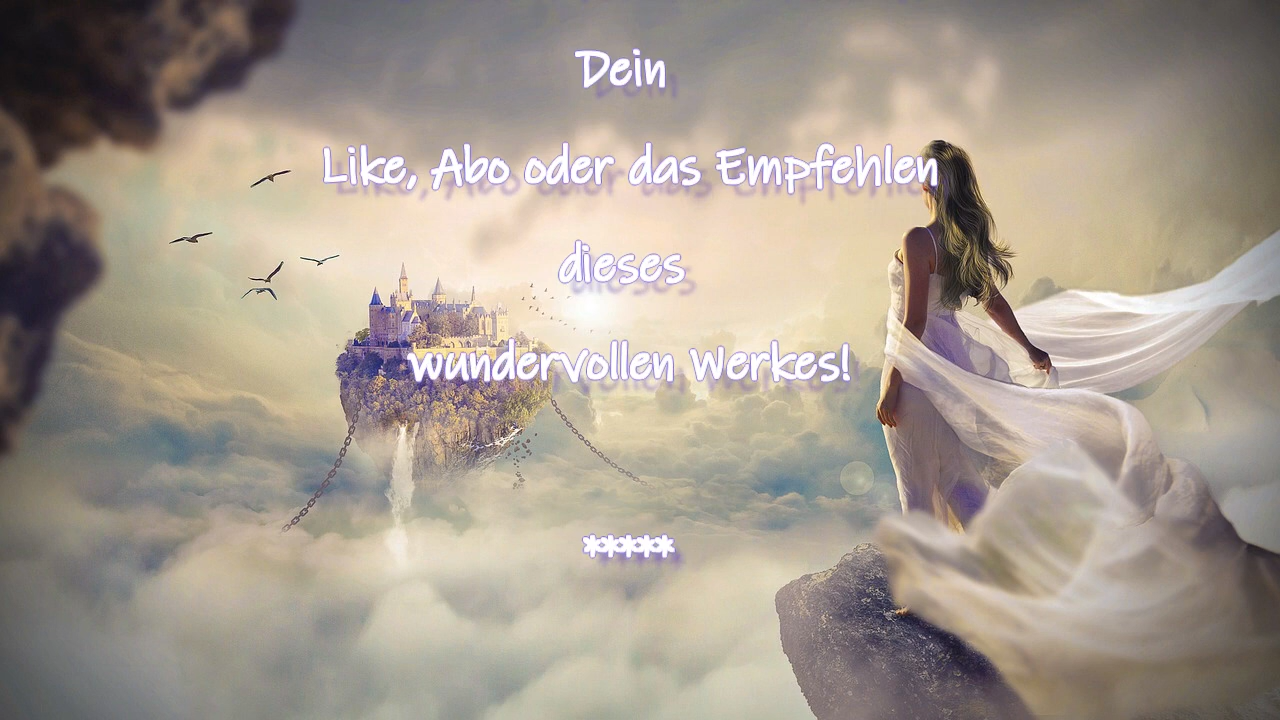 Dein
Like, Abo oder das Empfehlen
dieses
wundervollen Werkes!
*****